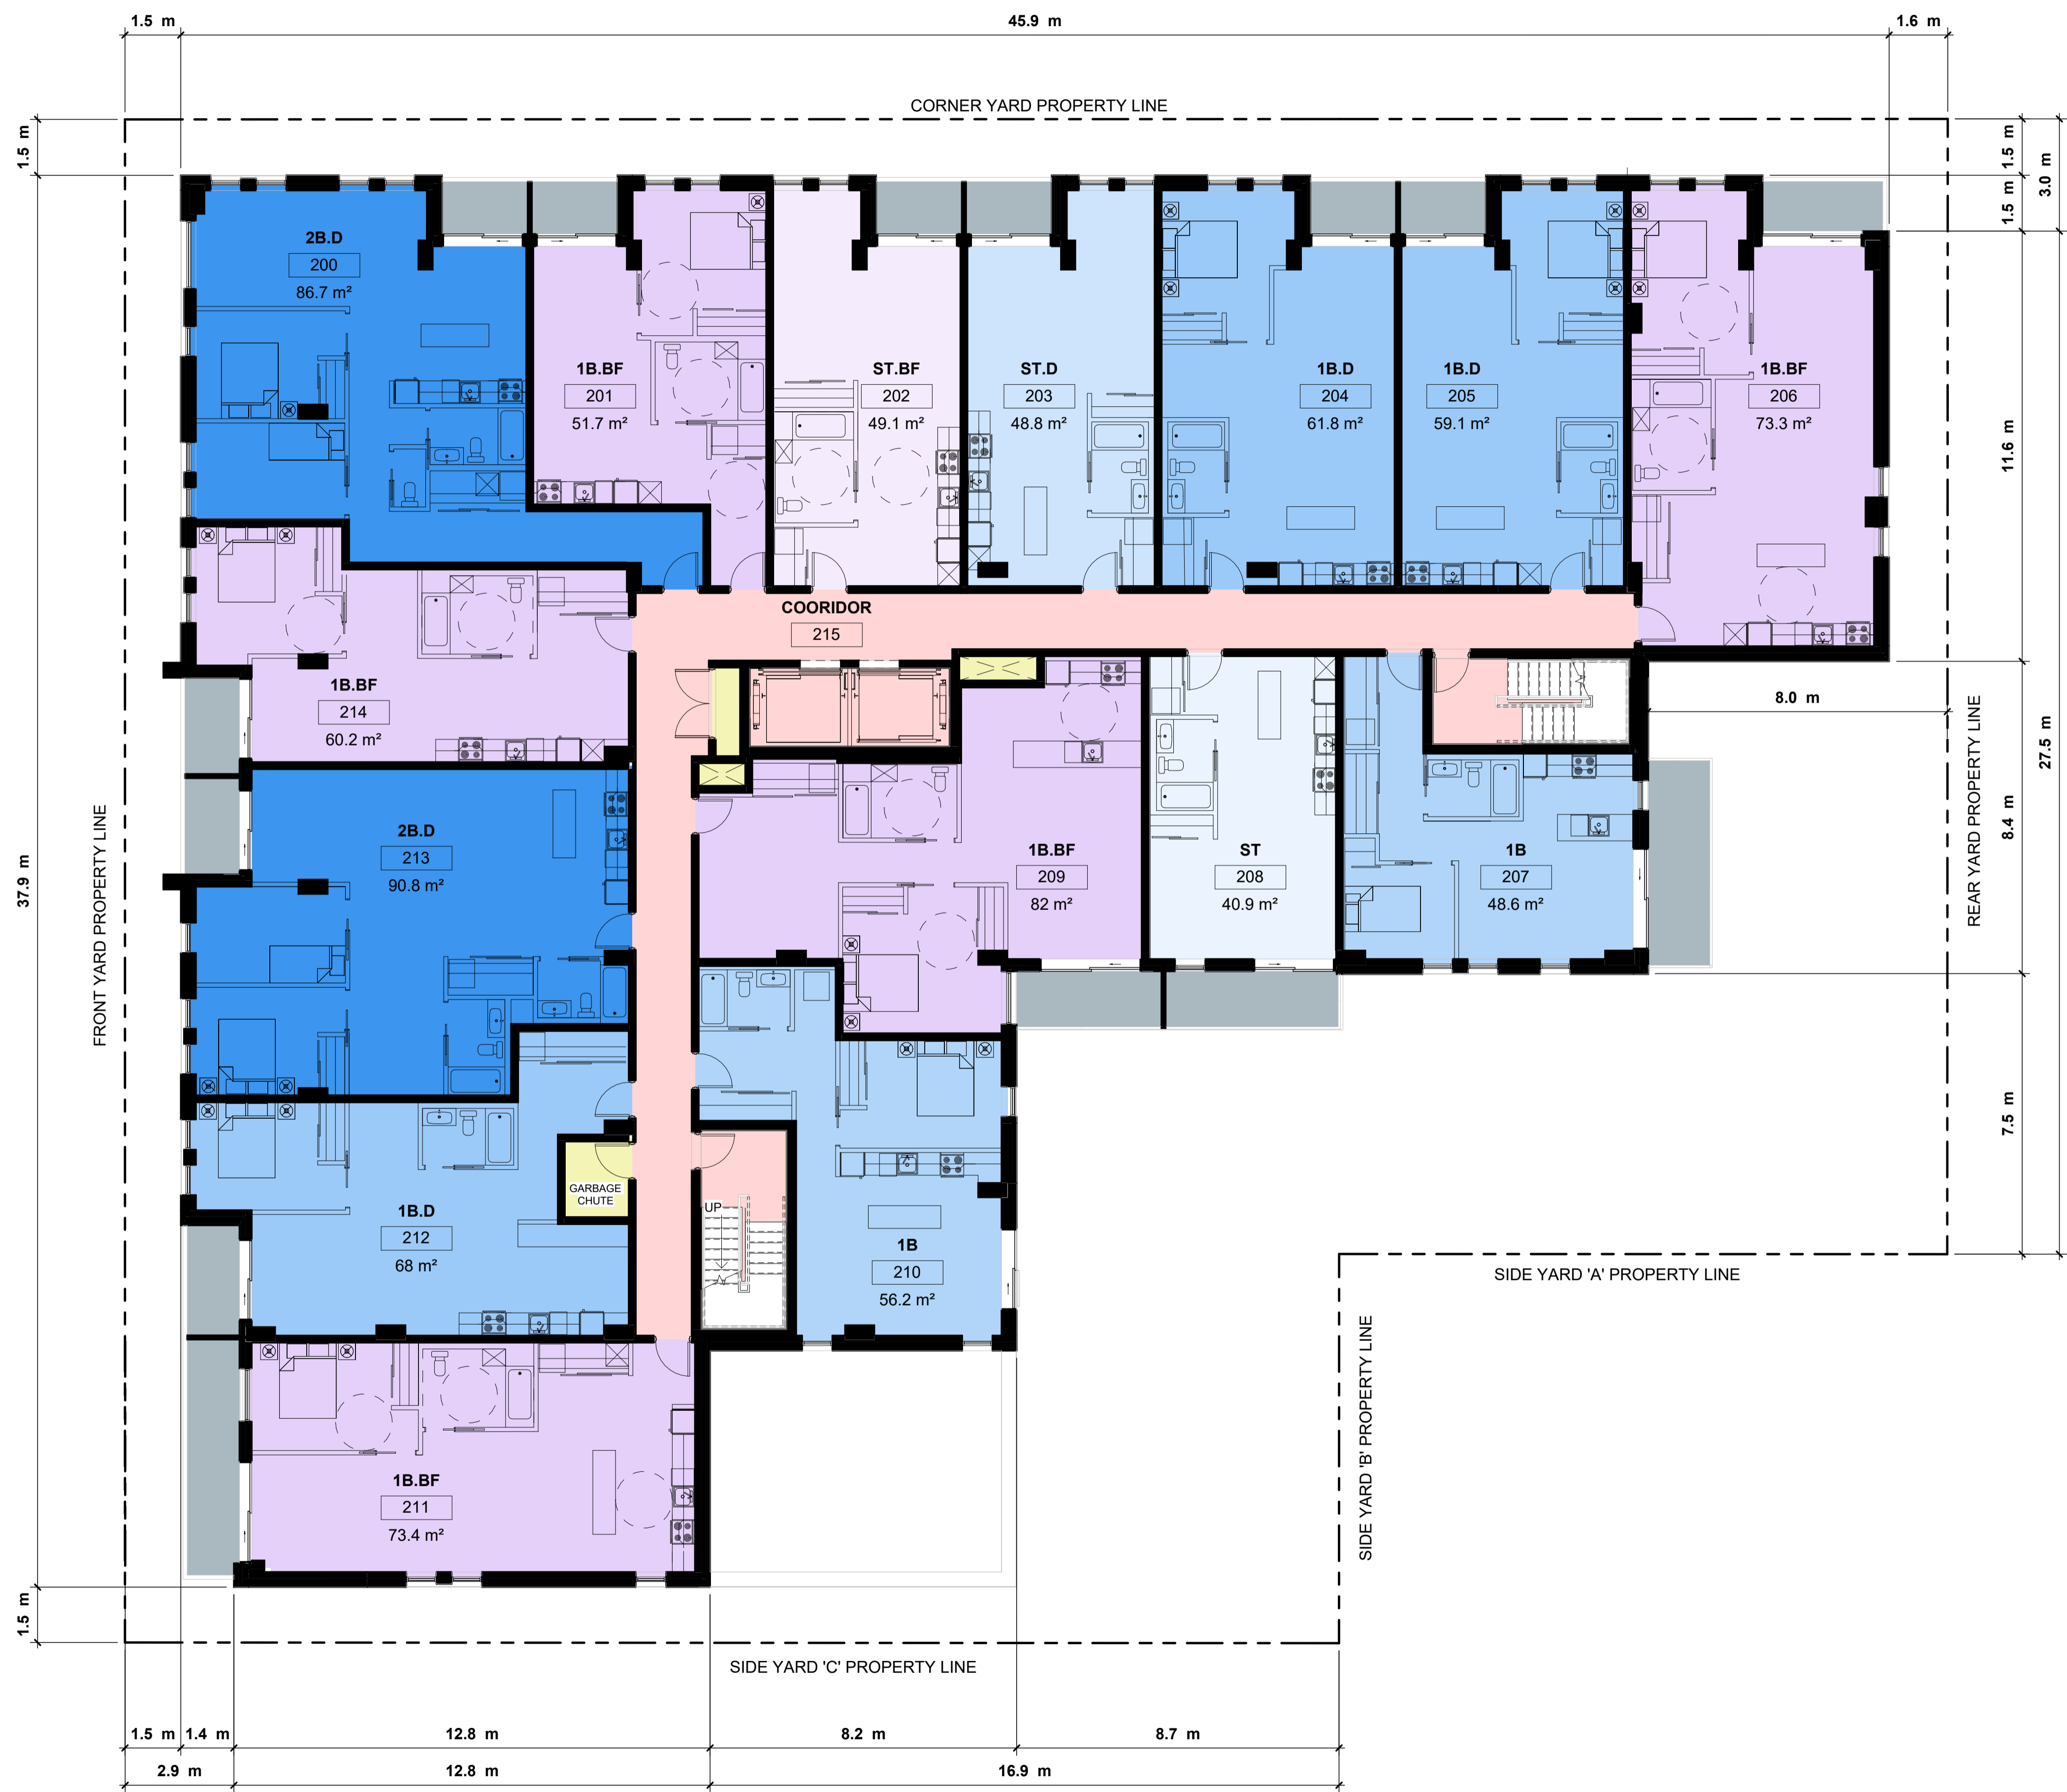 1.5 m
45.9 m
1.6 m
CORNER YARD PROPERTY LINE
1.5 m
1.5 m
1.5 m
3.0 m
2B.D
200
86.7 m²
1B.BF
201
51.7 m²
ST.BF
202
49.1 m²
ST.D
203
48.8 m²
1B.D
204
61.8 m²
1B.D
205
59.1 m²
1B.BF
206
73.3 m²
11.6 m
COORIDOR
215
1B.BF
214
60.2 m²
8.0 m
REAR YARD PROPERTY LINE
27.5 m
FRONT YARD PROPERTY LINE
37.9 m
2B.D
213
90.8 m²
1B.BF
209
82 m²
ST
208
40.9 m²
1B
207
48.6 m²
8.4 m
7.5 m
GARBAGE
CHUTE
UP
1B.D
212
68 m²
1B
210
56.2 m²
SIDE YARD 'A' PROPERTY LINE
SIDE YARD 'B' PROPERTY LINE
1B.BF
211
73.4 m²
1.5 m
SIDE YARD 'C' PROPERTY LINE
1.5 m
1.4 m
12.8 m
8.2 m
8.7 m
2.9 m
12.8 m
16.9 m